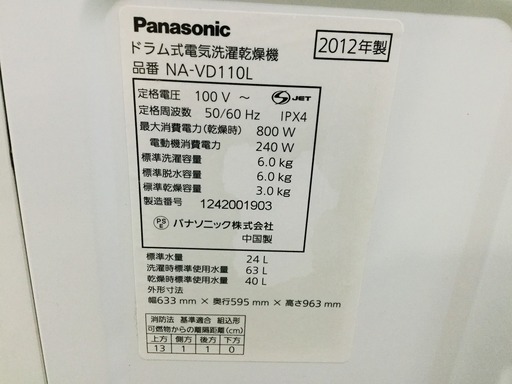 Panasonic
ドラム式電気洗濯乾燥機
2012年製
品番 NA-VD110L
定格電圧 100 V ～
S JET
定格周波数 50/60 Hz IPX4
最大消費電力(乾燥時) 800 W
電動機消費電力 240 W
標準洗濯容量 6.0 kg
標準脱水容量 6.0 kg
標準乾燥容量 3.0 kg
製造番号 1242001903
PS E パナソニック株式会社
中国製
標準水量 24 L
洗濯時標準使用水量 63 L
乾燥時標準使用水量 40 L
外形寸法
幅633 mm × 奥行595 mm × 高さ963 mm
消防法 基準適合 組込形
可燃物からの離隔距離(cm)
上方 側方 後方 下方
13 1 1 0